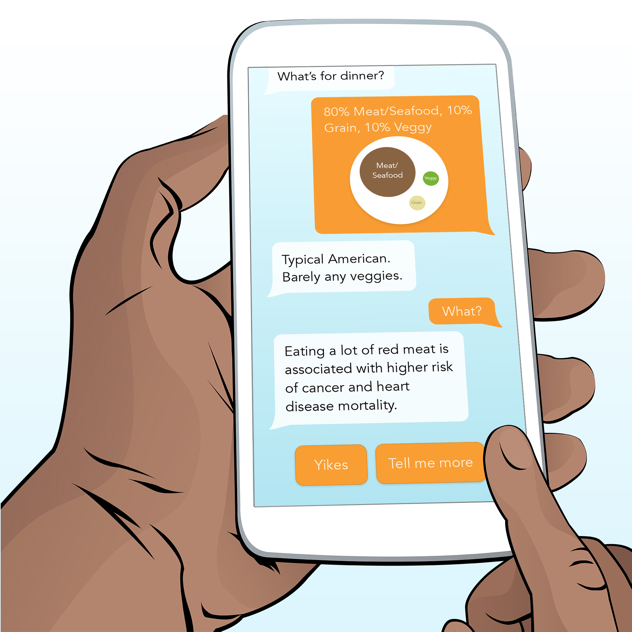 What's for dinner?
80% Meat/Seafood, 10%
Grain, 10% Veggy
Meat/
Seafood
Veggy
Grain
Typical American.
Barely any veggies.
What?
Eating a lot of red meat is
associated with higher risk
of cancer and heart
disease mortality.
Yikes
Tell me more